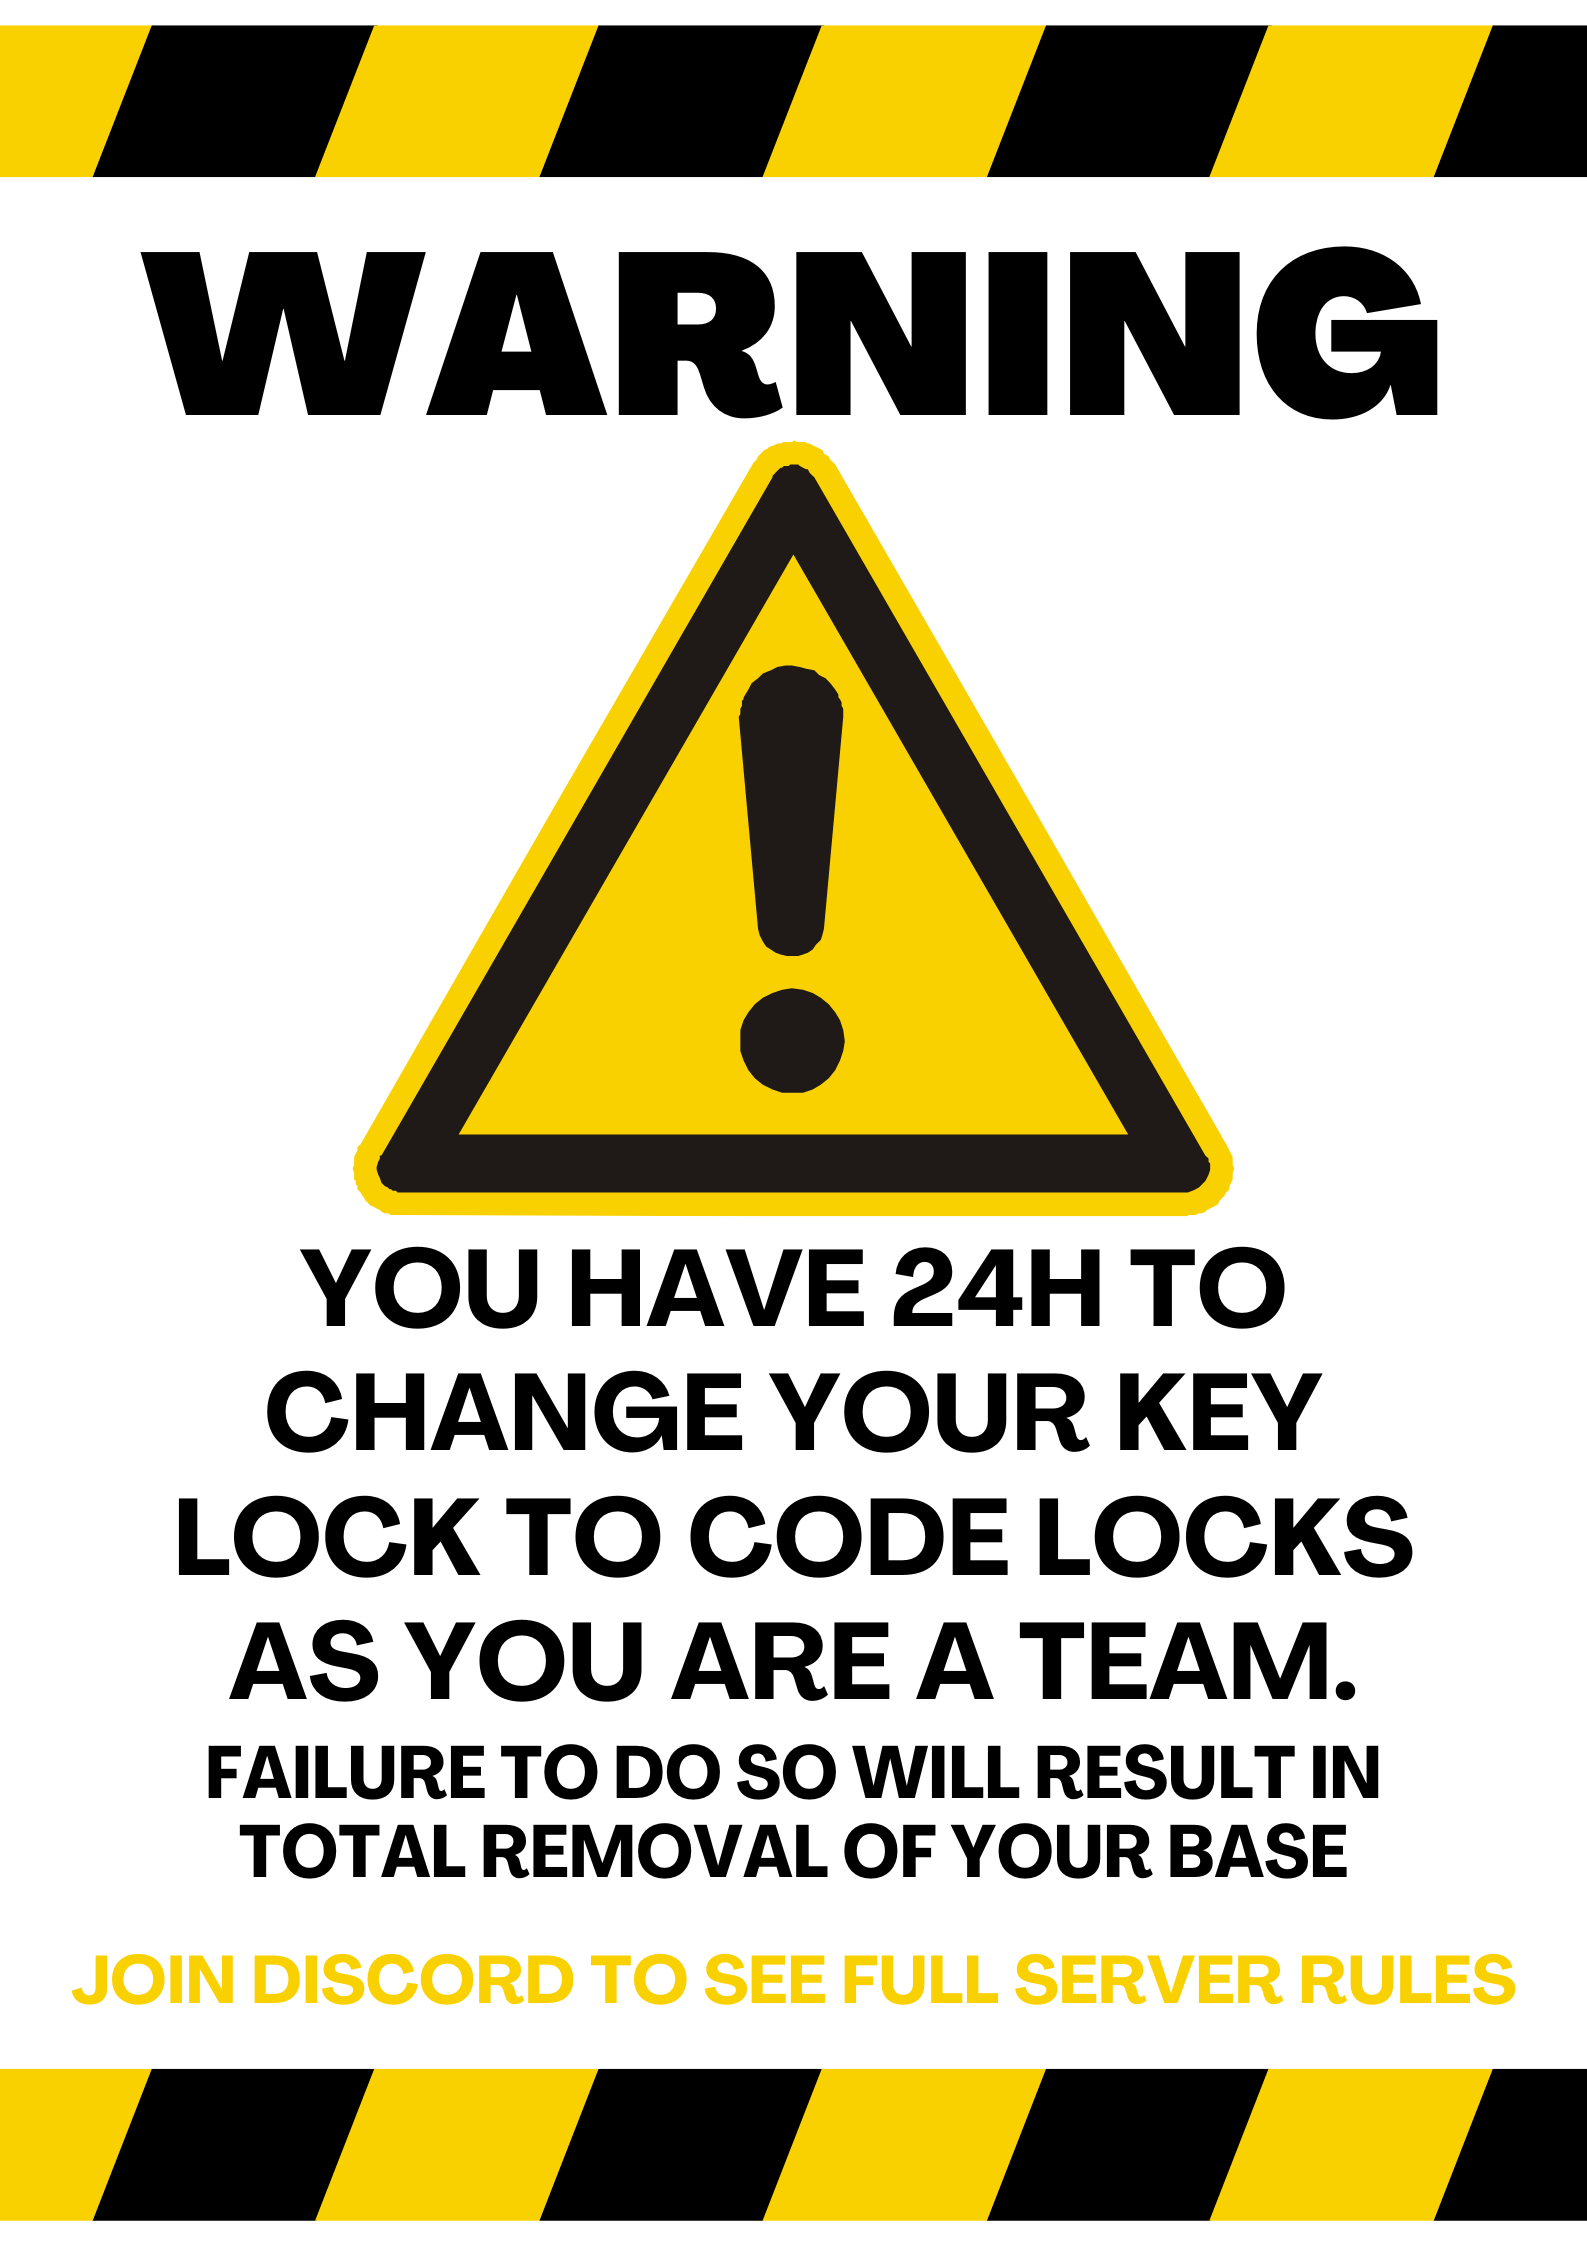 WARNING
YOU HAVE 24H TO
CHANGE YOUR KEY
LOCK TO CODE LOCKS
AS YOU ARE A TEAM.
FAILURE TO DO SO WILL RESULT IN
TOTAL REMOVAL OF YOUR BASE
JOIN DISCORD TO SEE FULL SERVER RULES